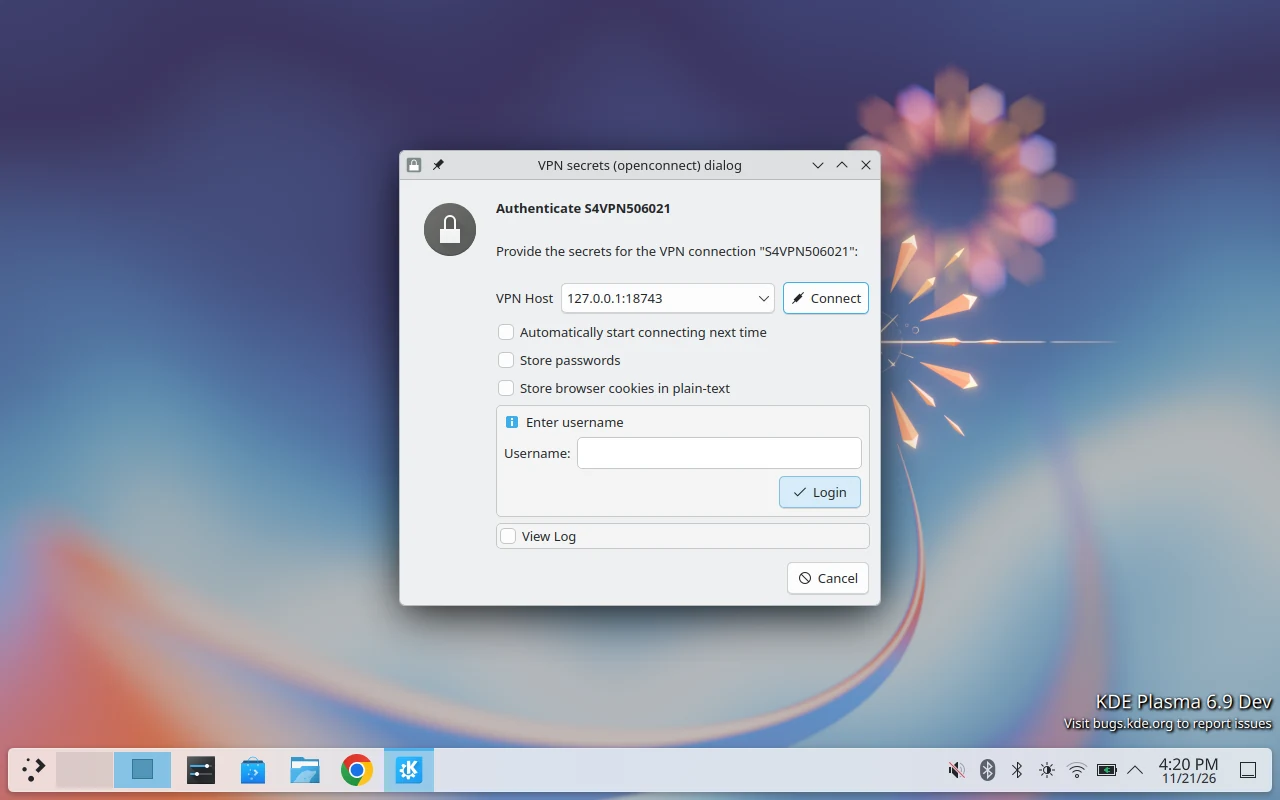 VPN secrets (openconnect) dialog
Authenticate S4VPN506021
Provide the secrets for the VPN connection "S4VPN506021":
VPN Host 127.0.0.1:18743 Connect
Automatically start connecting next time
Store passwords
Store browser cookies in plain-text
Enter username
Username:
Login
View Log
Cancel
KDE Plasma 6.9 Dev
Visit bugs.kde.org to report issues
4:20 PM
11/21/26